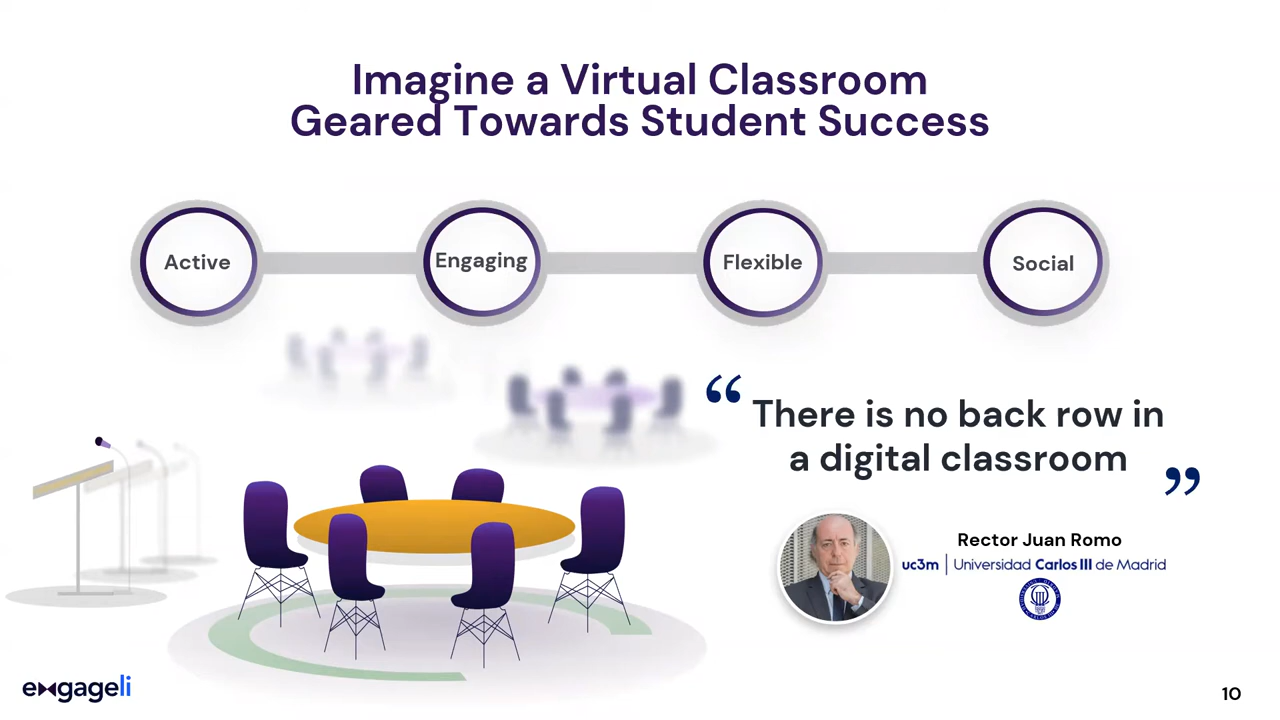 Imagine a Virtual Classroom
Geared Towards Student Success
Active
Engaging
Flexible
Social
“There is no back row in
a digital classroom”
Rector Juan Romo
uc3m | Universidad Carlos III de Madrid
engageli
10